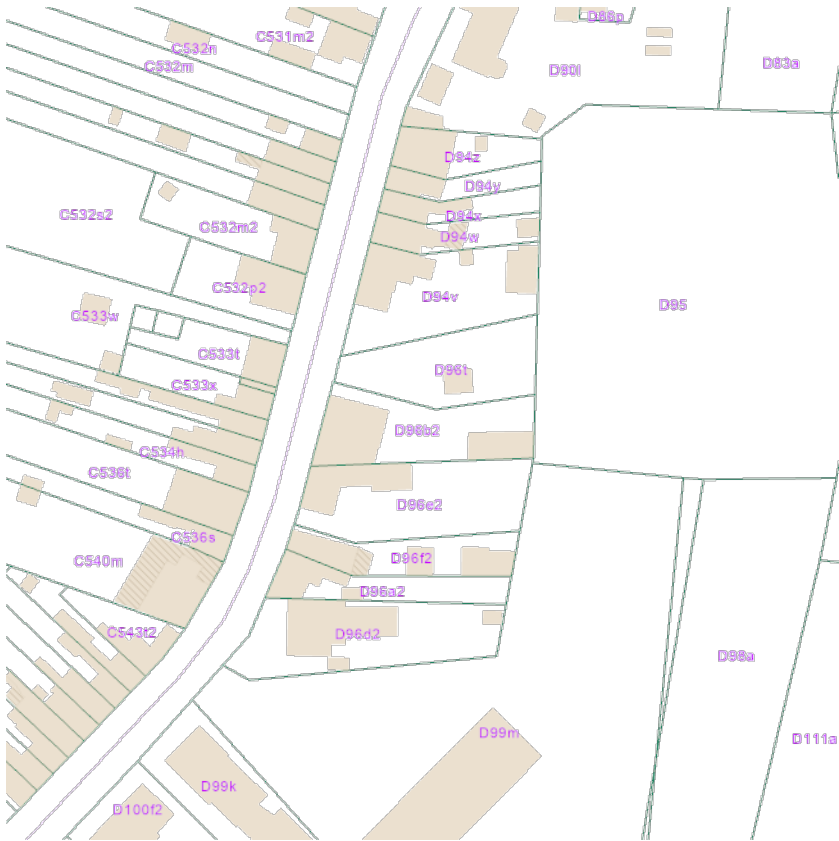 D88p
C531m2
C532n
C532m
D90l
D83a
D94z
D94y
C532s2
C532m2
D94x
D94w
C532p2
D94v
D95
C533w
C533t
D96t
C533x
D96b2
C534h
C536t
D96e2
C536s
C540m
D96f2
D96a2
C543t2
D96d2
D98a
D99m
D111a
D99k
D100f2